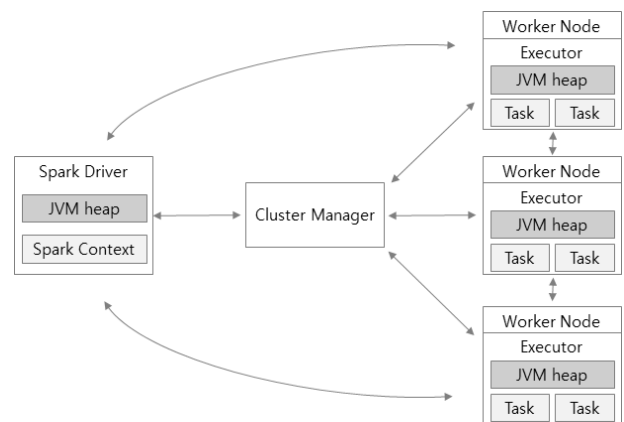 Spark Driver
JVM heap
Spark Context
Cluster Manager
Worker Node
Executor
JVM heap
Task Task
Worker Node
Executor
JVM heap
Task Task
Worker Node
Executor
JVM heap
Task Task